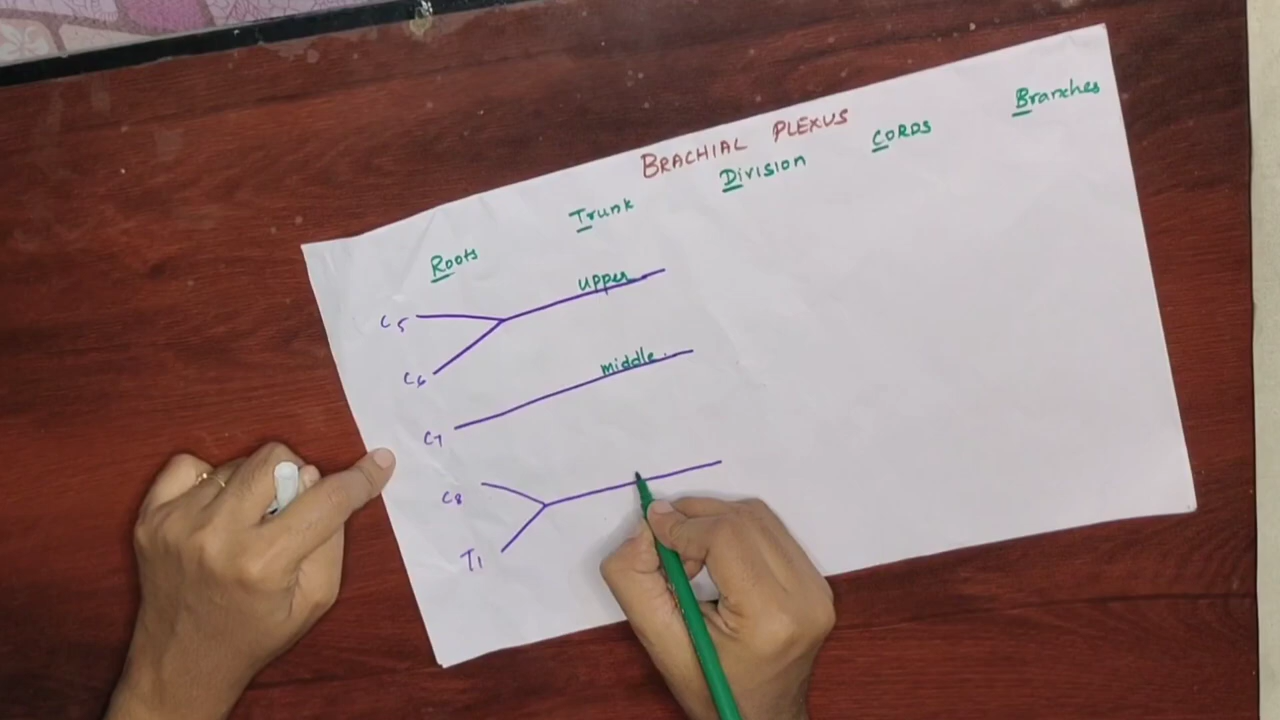 BRACHIAL PLEXUS
Roots Trunk Division CORDS Branches
C5
upper
C6
middle
C7
C8
T1